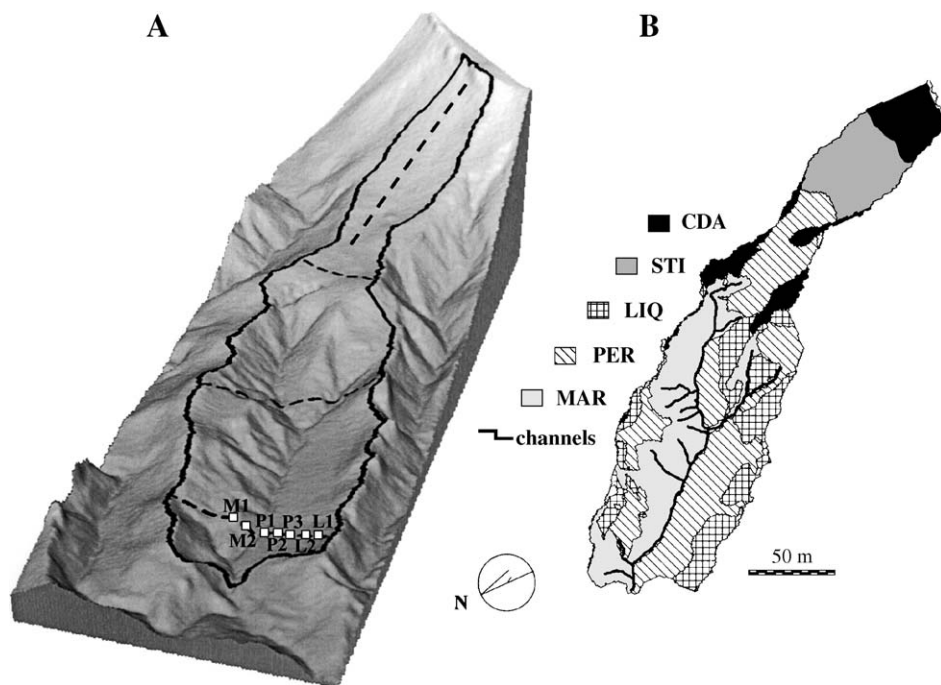 A
B
CDA
STI
LIQ
PER
MAR
channels
M1
P1 P3 L1
M2 P2 L2
N
50 m